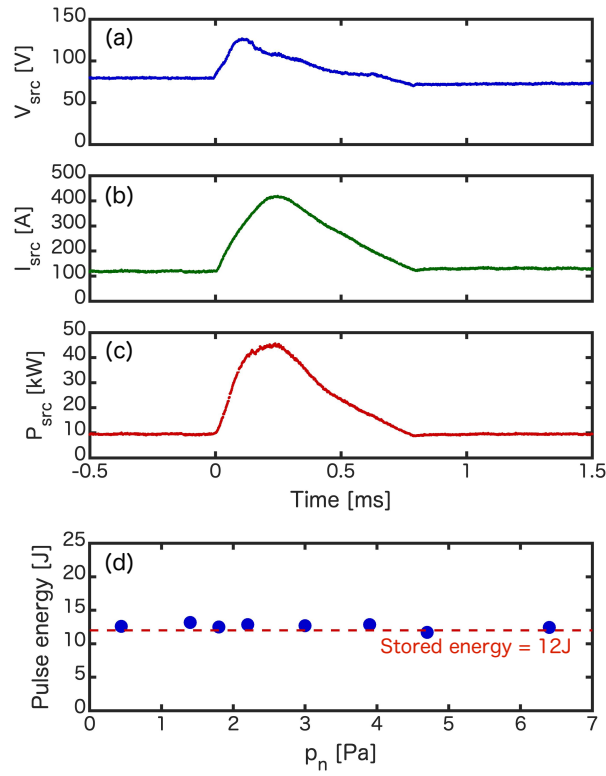 (a)
V_src [V]
150
100
50
0
(b)
I_src [A]
500
400
300
200
100
0
(c)
P_src [kW]
50
40
30
20
10
0
-0.5 0 0.5 1 1.5
Time [ms]
(d)
Pulse energy [J]
25
20
15
10
5
0
Stored energy = 12J
0 1 2 3 4 5 6 7
p_n [Pa]